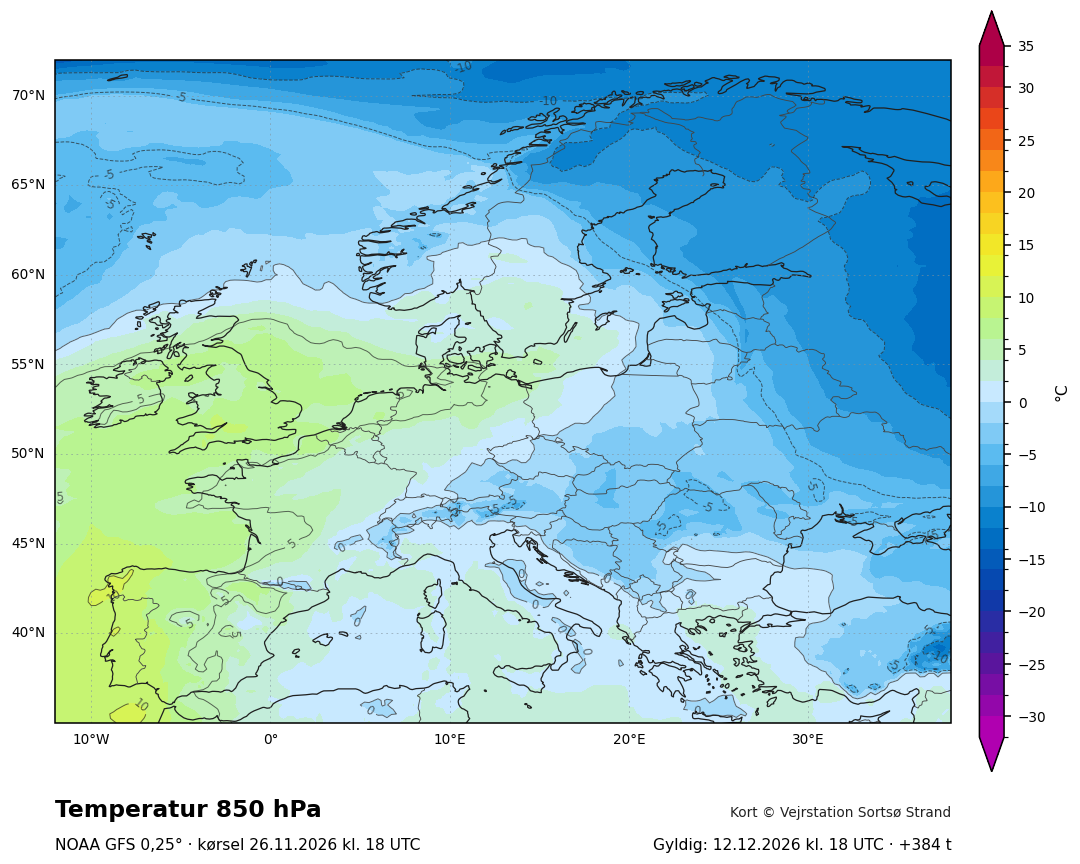 35
30
25
20
15
10
5
0
−5
−10
−15
−20
−25
−30
°C
70°N
65°N
60°N
55°N
50°N
45°N
40°N
10°W
0°
10°E
20°E
30°E
Temperatur 850 hPa
Kort © Vejrstation Sortsø Strand
NOAA GFS 0,25° · kørsel 26.11.2026 kl. 18 UTC
Gyldig: 12.12.2026 kl. 18 UTC · +384 t